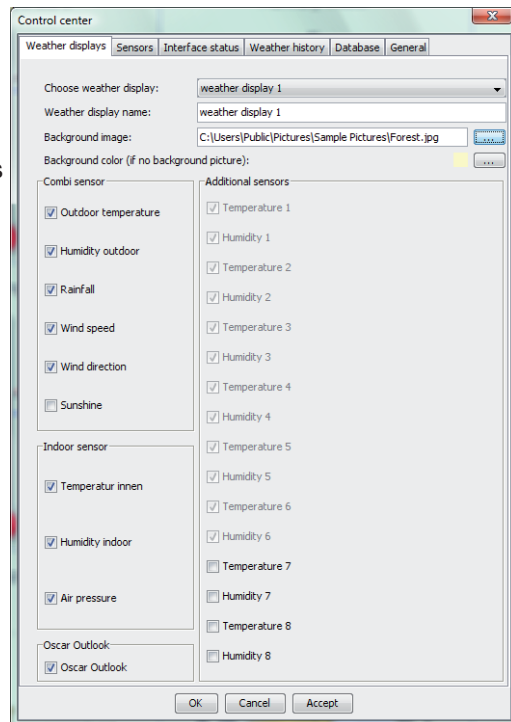 Control center
Weather displays Sensors Interface status Weather history Database General
Choose weather display: weather display 1
Weather display name: weather display 1
Background image: C:\Users\Public\Pictures\Sample Pictures\Forest.jpg ...
Background color (if no background picture): ...
s
Combi sensor
Outdoor temperature
Humidity outdoor
Rainfall
Wind speed
Wind direction
Sunshine
Indoor sensor
Temperatur innen
Humidity indoor
Air pressure
Oscar Outlook
Oscar Outlook
Additional sensors
Temperature 1
Humidity 1
Temperature 2
Humidity 2
Temperature 3
Humidity 3
Temperature 4
Humidity 4
Temperature 5
Humidity 5
Temperature 6
Humidity 6
Temperature 7
Humidity 7
Temperature 8
Humidity 8
OK Cancel Accept